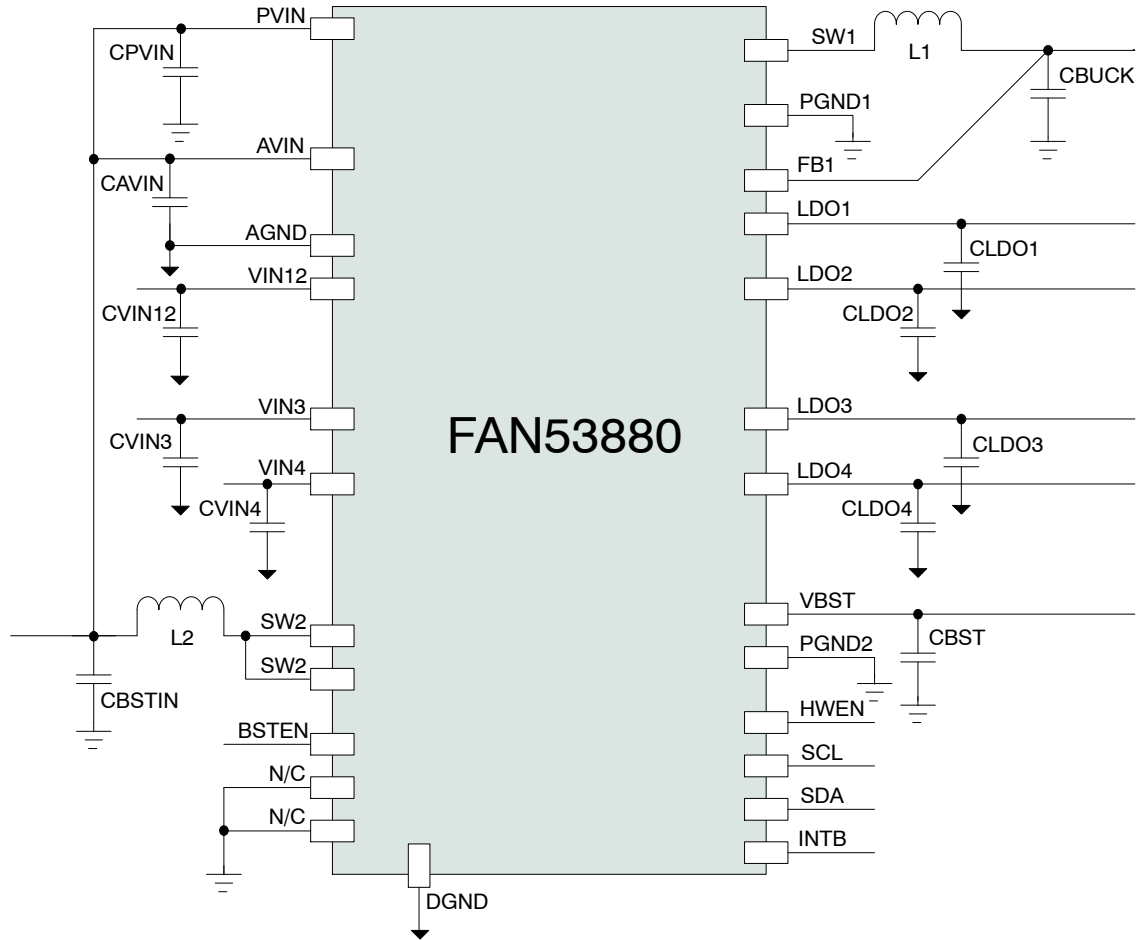 PVIN
CPVIN
AVIN
CAVIN
AGND
VIN12
CVIN12
VIN3
CVIN3
VIN4
CVIN4
L2
SW2
SW2
CBSTIN
BSTEN
N/C
N/C
DGND
FAN53880
SW1
L1
CBUCK
PGND1
FB1
LDO1
CLDO1
LDO2
CLDO2
LDO3
CLDO3
LDO4
CLDO4
VBST
CBST
PGND2
HWEN
SCL
SDA
INTB